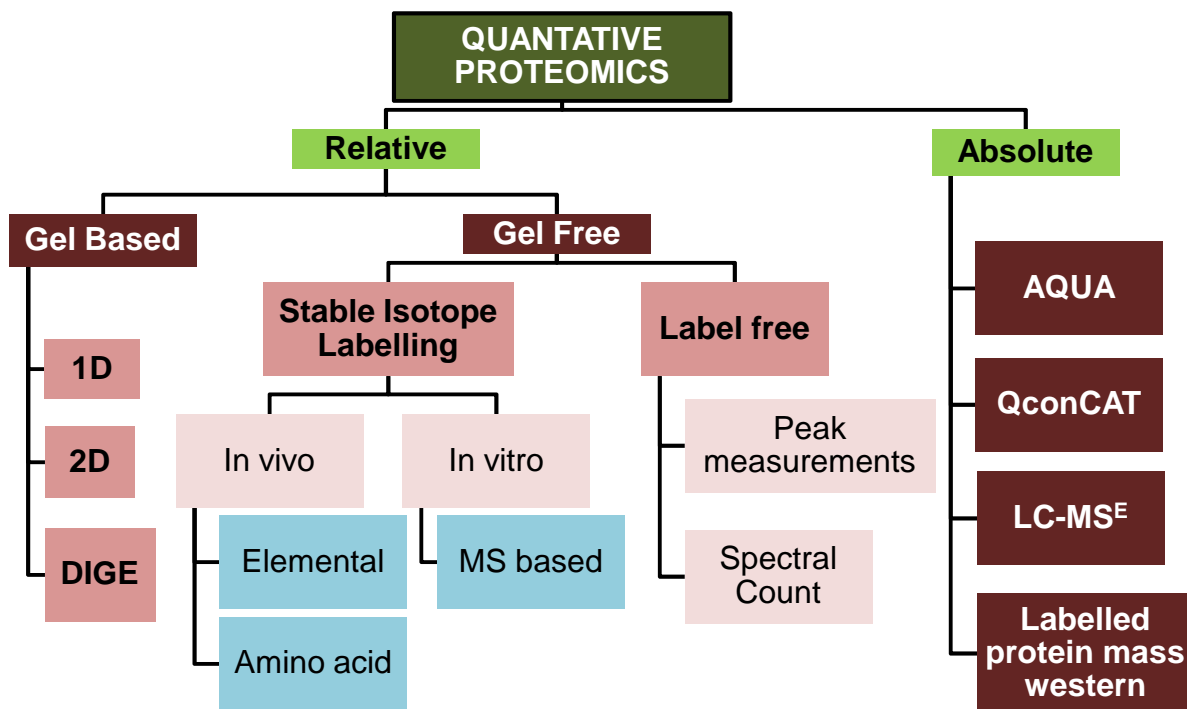 QUANTATIVE
PROTEOMICS
Relative
Absolute
Gel Based
Gel Free
1D
2D
DIGE
Stable Isotope
Labelling
Label free
In vivo
In vitro
Elemental
Amino acid
MS based
Peak
measurements
Spectral
Count
AQUA
QconCAT
LC-MSᴱ
Labelled
protein mass
western